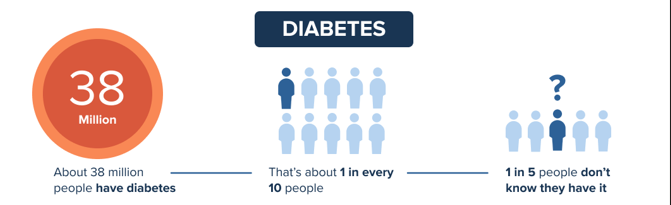 DIABETES
38
Million
About 38 million
people have diabetes
That's about 1 in every
10 people
?
1 in 5 people don't
know they have it